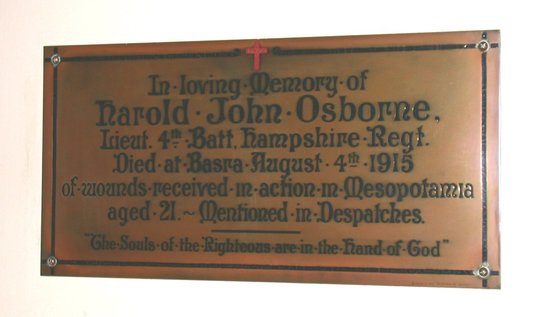 In·loving·Memory·of
Harold·John·Osborne,
Lieut. 4th Batt, Hampshire·Regt.
Died·at·Basra·August·4th·1915
of·wounds·received·in·action·in·Mesopotamia
aged·21.~Mentioned·in·Despatches.
"The·Souls·of·the·Righteous·are·in·the·Hand·of·God"